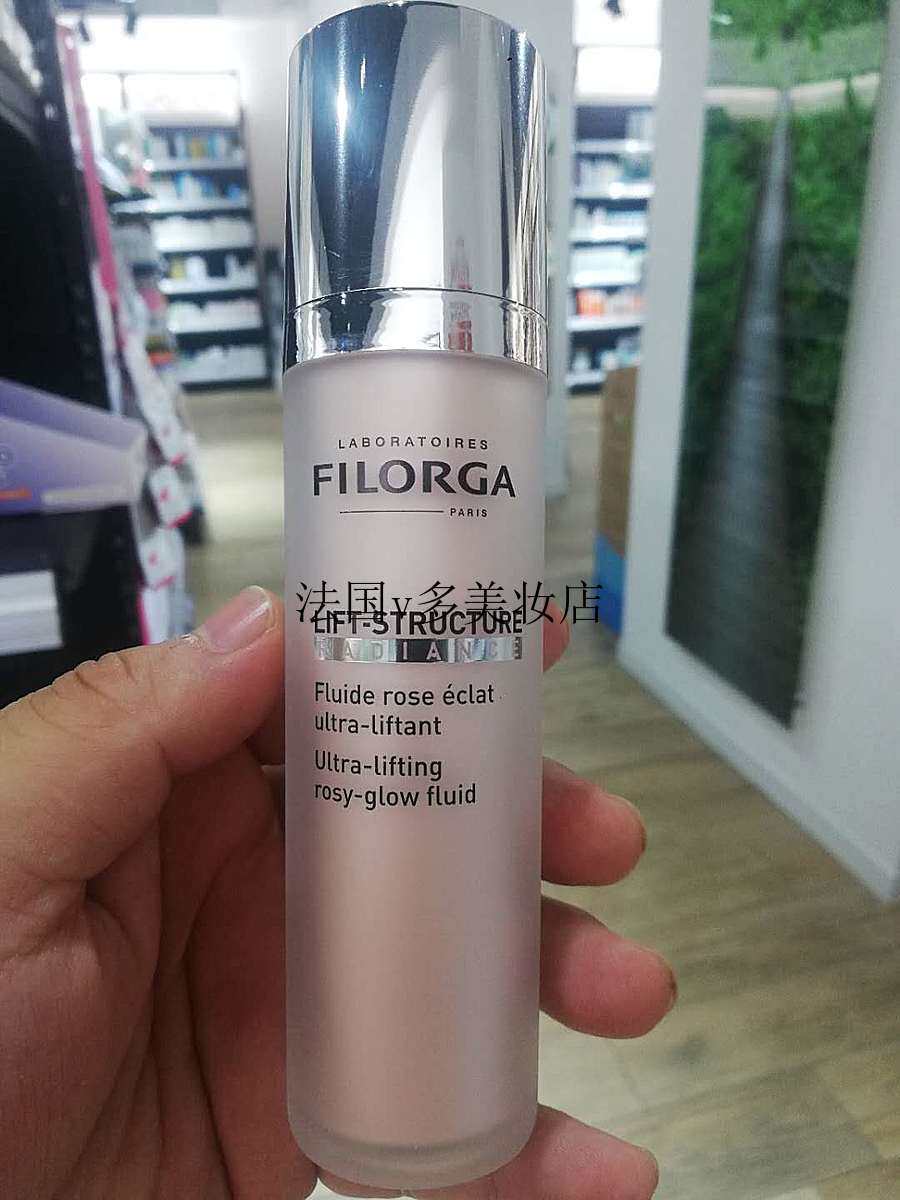 LABORATOIRES
FILORGA
PARIS
法国v多美妆店
LIFT-STRUCTURE
RADIANCE
Fluide rose éclat
ultra-liftant
Ultra-lifting
rosy-glow fluid